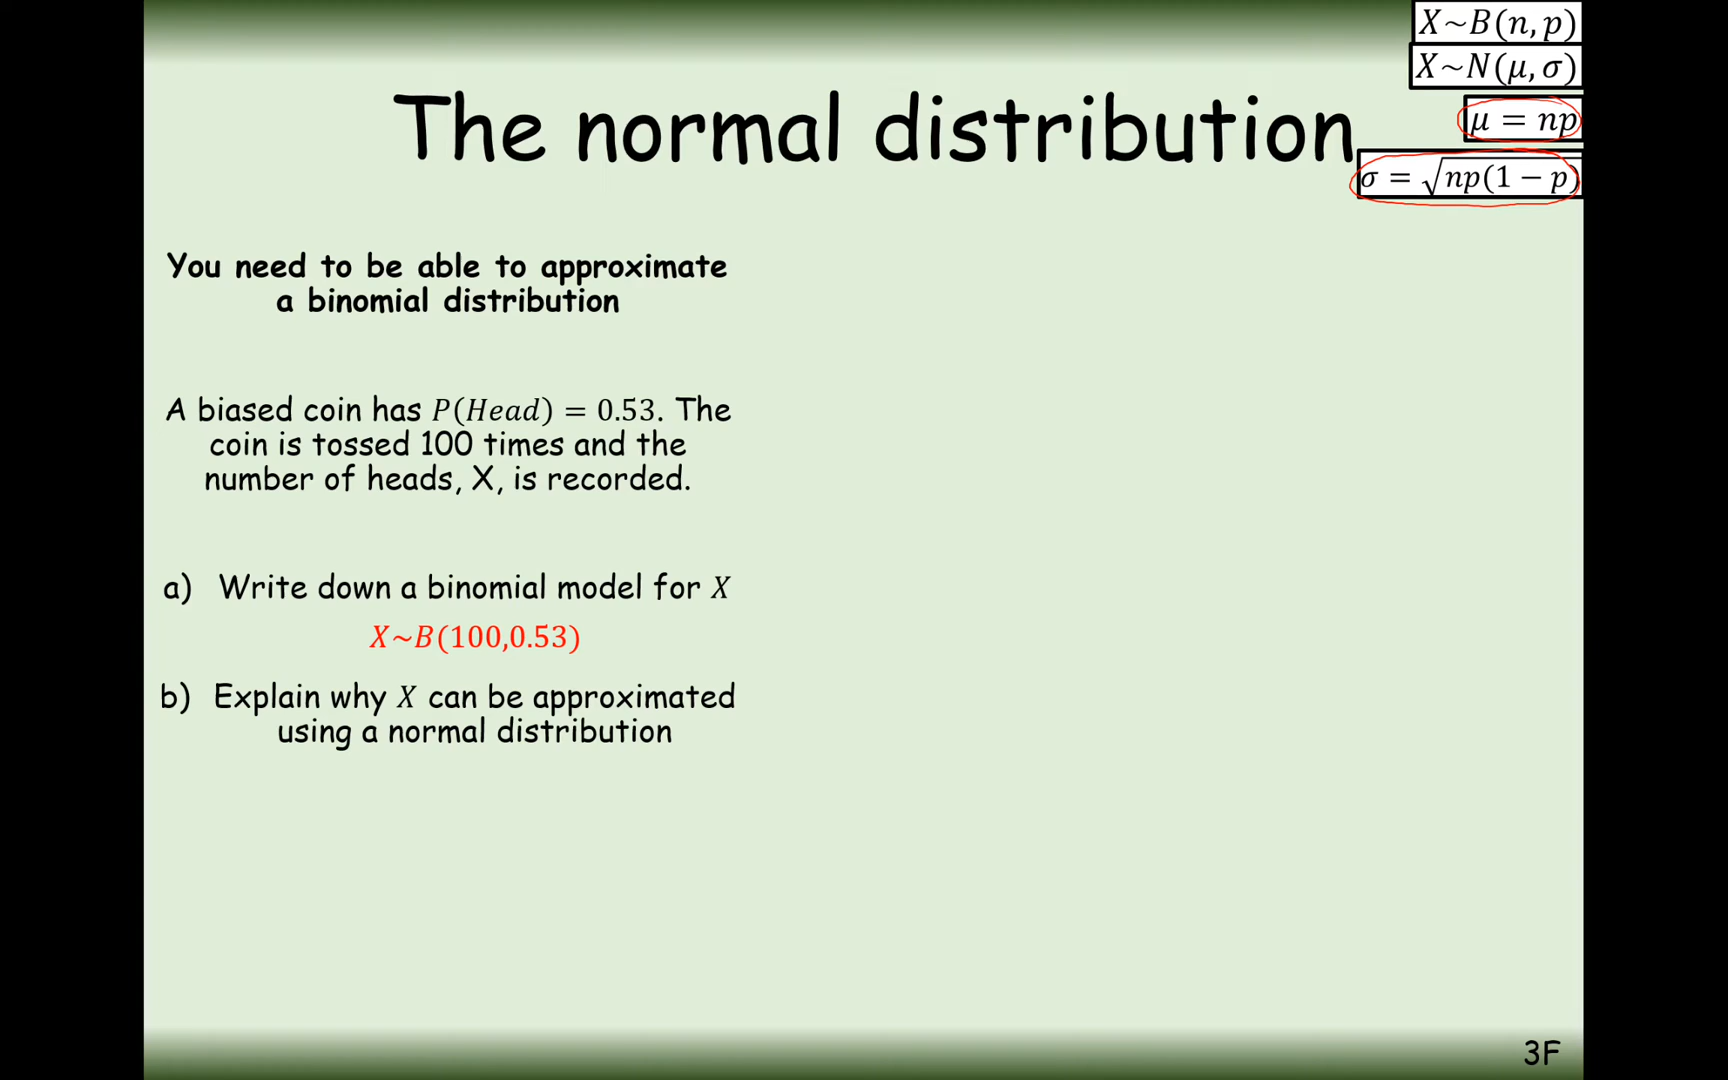 X~B(n, p)
X~N(μ, σ)
The normal distribution
μ = np
σ = √np(1 − p)
You need to be able to approximate
a binomial distribution
A biased coin has P(Head) = 0.53. The
coin is tossed 100 times and the
number of heads, X, is recorded.
a) Write down a binomial model for X
X~B(100,0.53)
b) Explain why X can be approximated
using a normal distribution
3F